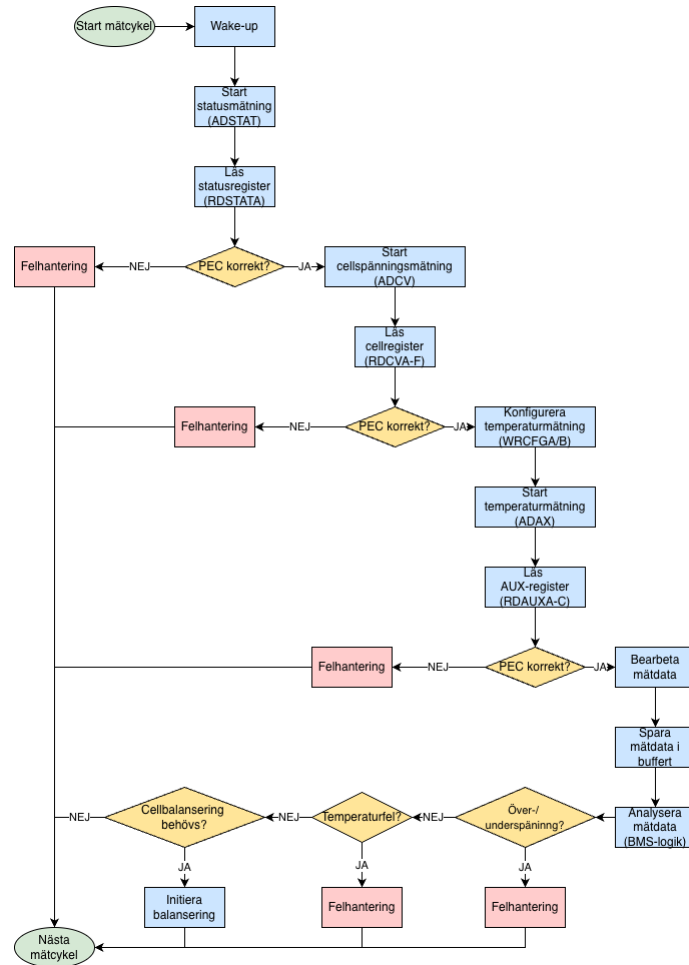 Start mätcykel
Wake-up
Start
statusmätning
(ADSTAT)
Läs
statusregister
(RDSTATA)
Felhantering
NEJ
PEC korrekt?
JA
Start
cellspänningsmätning
(ADCV)
Läs
cellregister
(RDCVA-F)
Felhantering
NEJ
PEC korrekt?
JA
Konfigurera
temperaturmätning
(WRCFGA/B)
Start
temperaturmätning
(ADAX)
Läs
AUX-register
(RDAUXA-C)
Felhantering
NEJ
PEC korrekt?
JA
Bearbeta
mätdata
Spara
mätdata i
buffert
Analysera
mätdata
(BMS-logik)
Över-/
underspäninng?
NEJ
Temperaturfel?
NEJ
Cellbalansering
behövs?
NEJ
JA
JA
JA
Initiera
balansering
Felhantering
Felhantering
Nästa
mätcykel